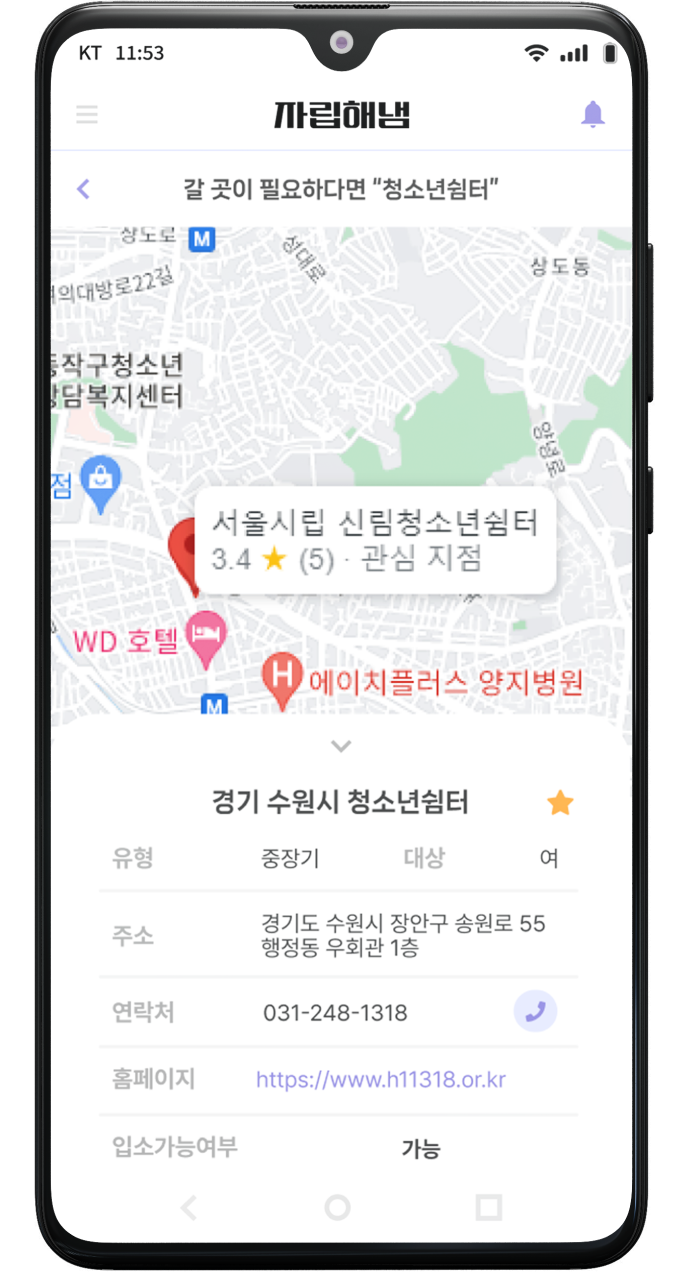 KT 11:53
자립해냄
갈 곳이 필요하다면 “청소년쉼터”
상도로
M
성대로
상도동
여의대방로22길
동작구청소년
상담복지센터
양녕로
점
서울시립 신림청소년쉼터
3.4 ★ (5) · 관심 지점
WD 호텔
H 에이치플러스 양지병원
M
경기 수원시 청소년쉼터
유형 중장기 대상 여
주소 경기도 수원시 장안구 송원로 55
행정동 우회관 1층
연락처 031-248-1318
홈페이지 https://www.h11318.or.kr
입소가능여부 가능